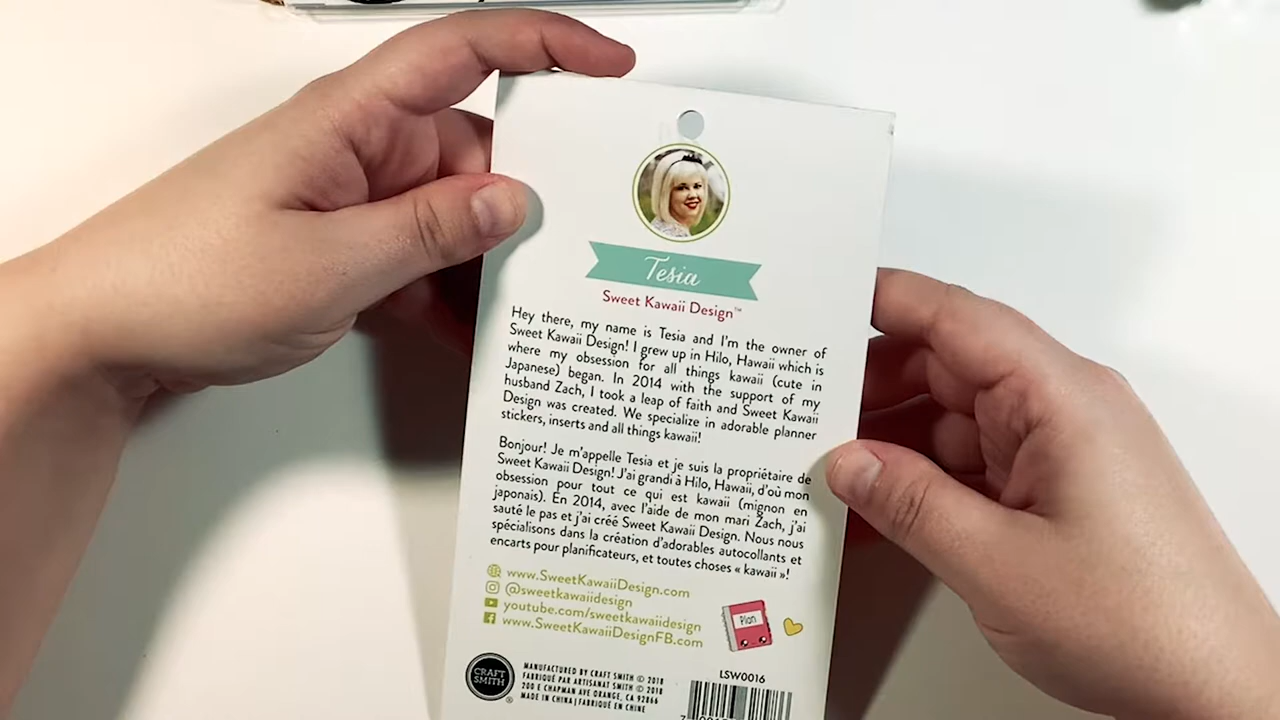 Tesia
Sweet Kawaii Design™
Hey there, my name is Tesia and I'm the owner of
Sweet Kawaii Design! I grew up in Hilo, Hawaii which is
where my obsession for all things kawaii (cute in
Japanese) began. In 2014 with the support of my
husband Zach, I took a leap of faith and Sweet Kawaii
Design was created. We specialize in adorable planner
stickers, inserts and all things kawaii!
Bonjour! Je m'appelle Tesia et je suis la propriétaire de
Sweet Kawaii Design! J'ai grandi à Hilo, Hawaii, d'où mon
obsession pour tout ce qui est kawaii (mignon en
japonais). En 2014, avec l'aide de mon mari Zach, j'ai
sauté le pas et j'ai créé Sweet Kawaii Design. Nous nous
spécialisons dans la création d'adorables autocollants et
encarts pour planificateurs, et toutes choses « kawaii »!
www.SweetKawaiiDesign.com
@sweetkawaiidesign
youtube.com/sweetkawaiidesign
www.SweetKawaiiDesignFB.com
Plan
CRAFT
SMITH
®
MANUFACTURED BY CRAFT SMITH © 2018
FABRIQUÉ PAR ARTISANAT SMITH © 2018
200 E CHAPMAN AVE ORANGE, CA 92866
MADE IN CHINA | FABRIQUÉ EN CHINE
LSW0016